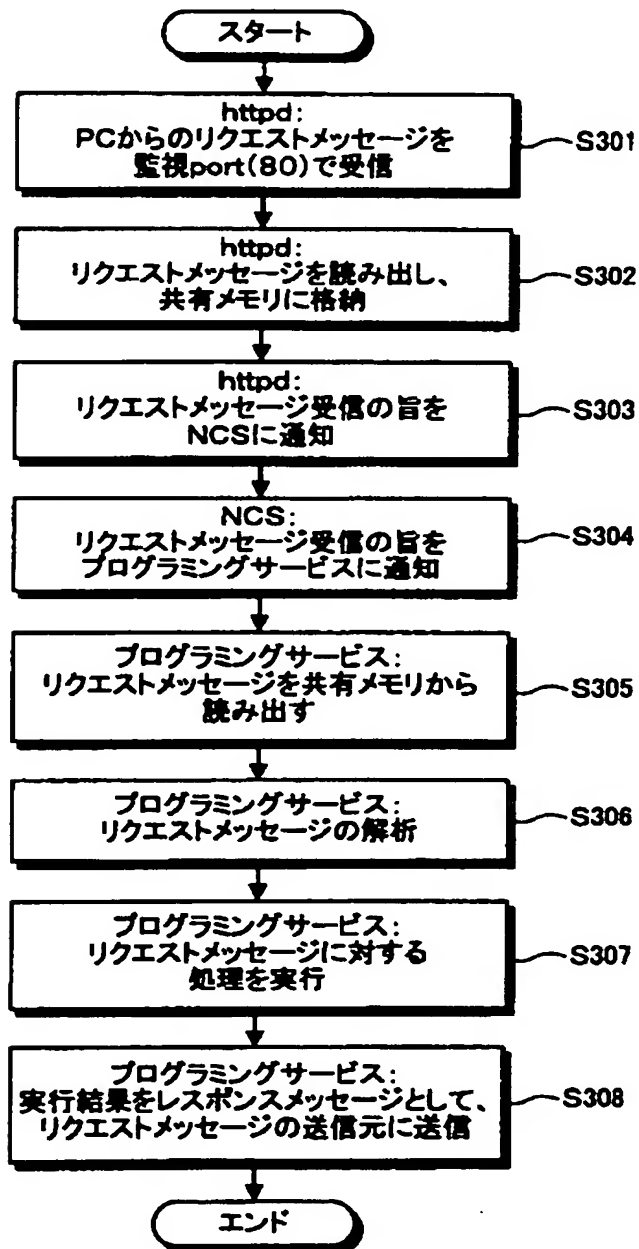 スタート
httpd:
PCからのリクエストメッセージを
監視port(80)で受信
S301
httpd:
リクエストメッセージを読み出し、
共有メモリに格納
S302
httpd:
リクエストメッセージ受信の旨を
NCSに通知
S303
NCS:
リクエストメッセージ受信の旨を
プログラミングサービスに通知
S304
プログラミングサービス:
リクエストメッセージを共有メモリから
読み出す
S305
プログラミングサービス:
リクエストメッセージの解析
S306
プログラミングサービス:
リクエストメッセージに対する
処理を実行
S307
プログラミングサービス:
実行結果をレスポンスメッセージとして、
リクエストメッセージの送信元に送信
S308
エンド